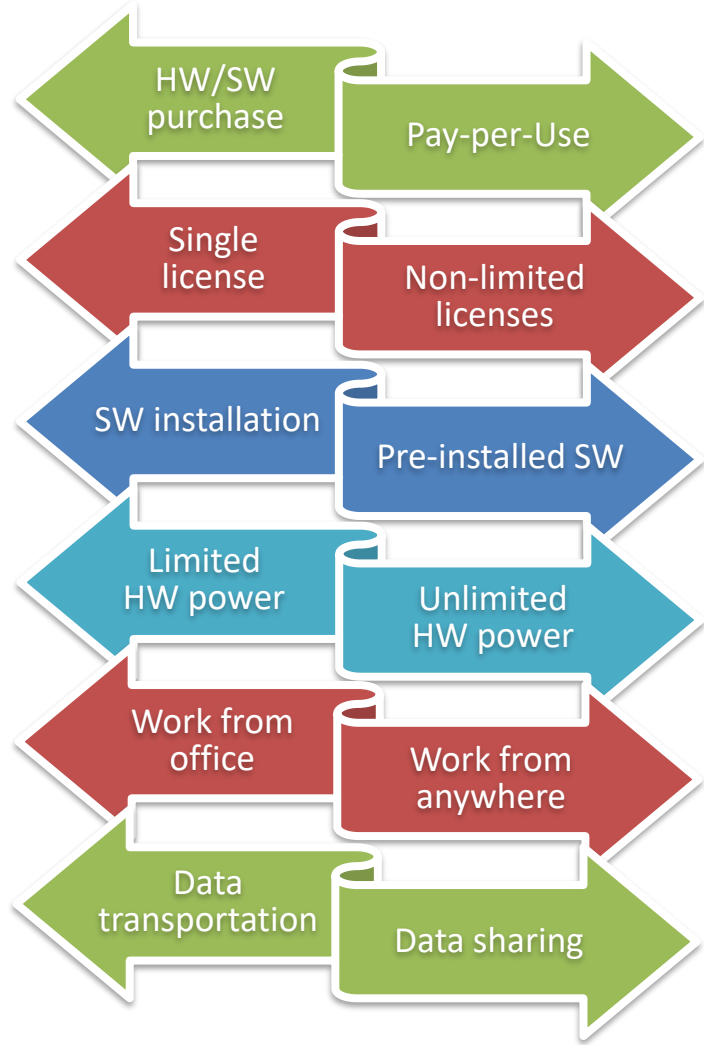 HW/SW
purchase
Pay-per-Use
Single
license
Non-limited
licenses
SW installation
Pre-installed SW
Limited
HW power
Unlimited
HW power
Work from
office
Work from
anywhere
Data
transportation
Data sharing